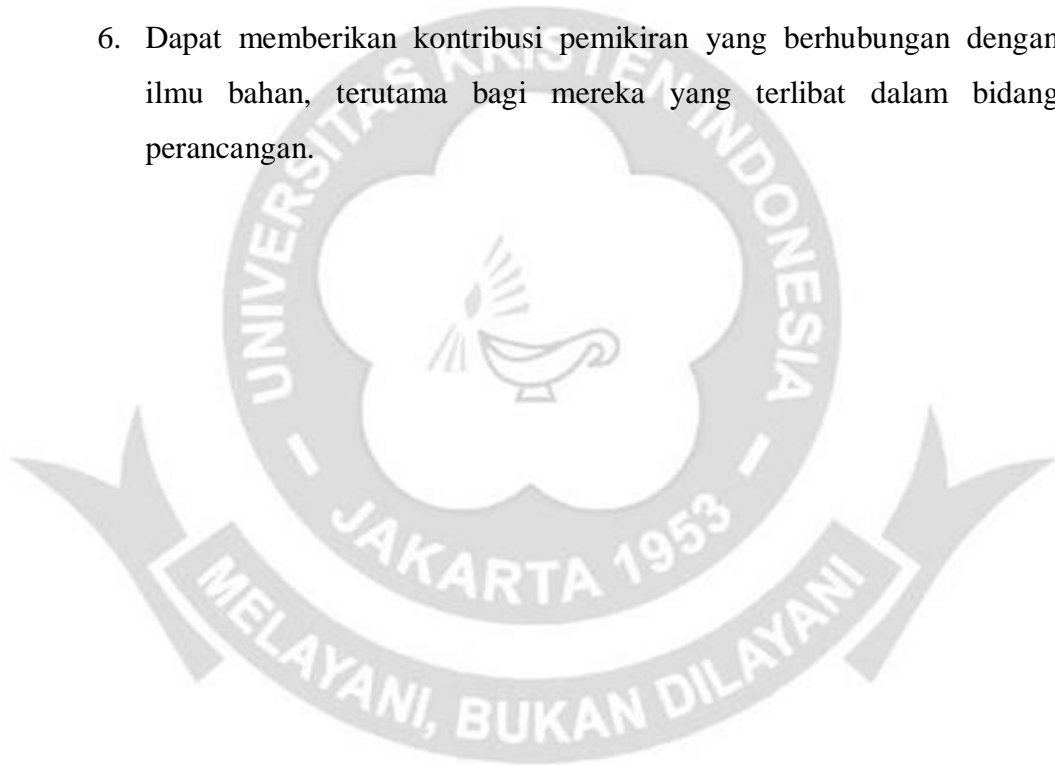 6. Dapat memberikan kontribusi pemikiran yang berhubungan dengan
ilmu bahan, terutama bagi mereka yang terlibat dalam bidang
perancangan.
UNIVERSITAS KRISTEN INDONESIA
- JAKARTA 1953 -
MELAYANI, BUKAN DILAYANI